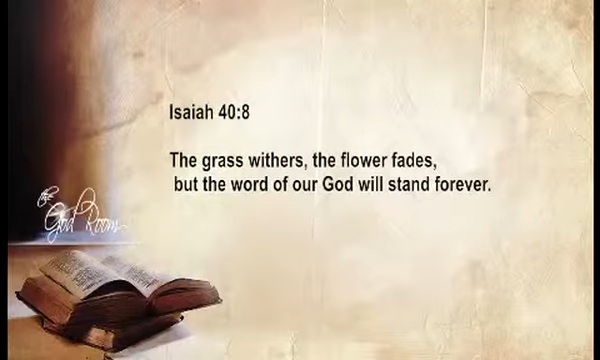 Isaiah 40:8
The grass withers, the flower fades,
but the word of our God will stand forever.
the
God Room